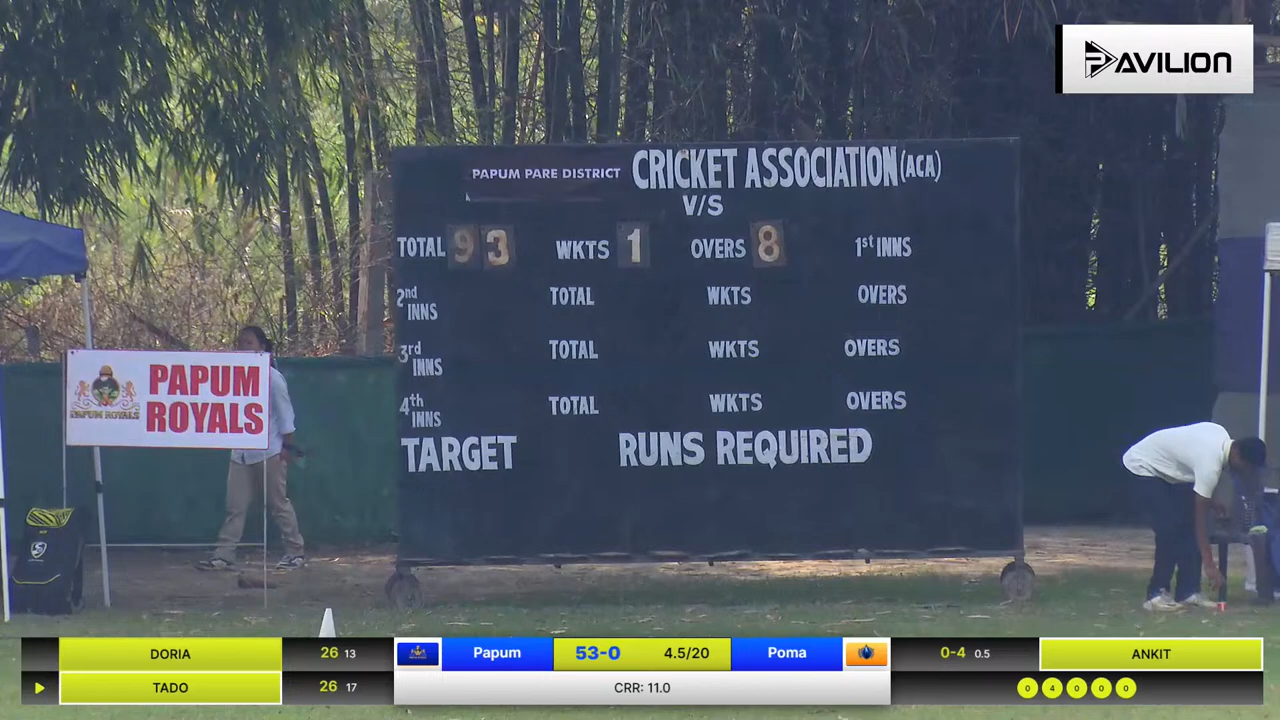 PAVILION
PAPUM PARE DISTRICT CRICKET ASSOCIATION (ACA)
V/S
TOTAL 93 WKTS 1 OVERS 8 1st INNS
2nd INNS TOTAL WKTS OVERS
3rd INNS TOTAL WKTS OVERS
4th INNS TOTAL WKTS OVERS
TARGET RUNS REQUIRED
PAPUM ROYALS
PAPUM
ROYALS
DORIA 26 13 Papum 53-0 4.5/20 Poma 0-4 0.5 ANKIT
TADO 26 17 CRR: 11.0 0 4 0 0 0